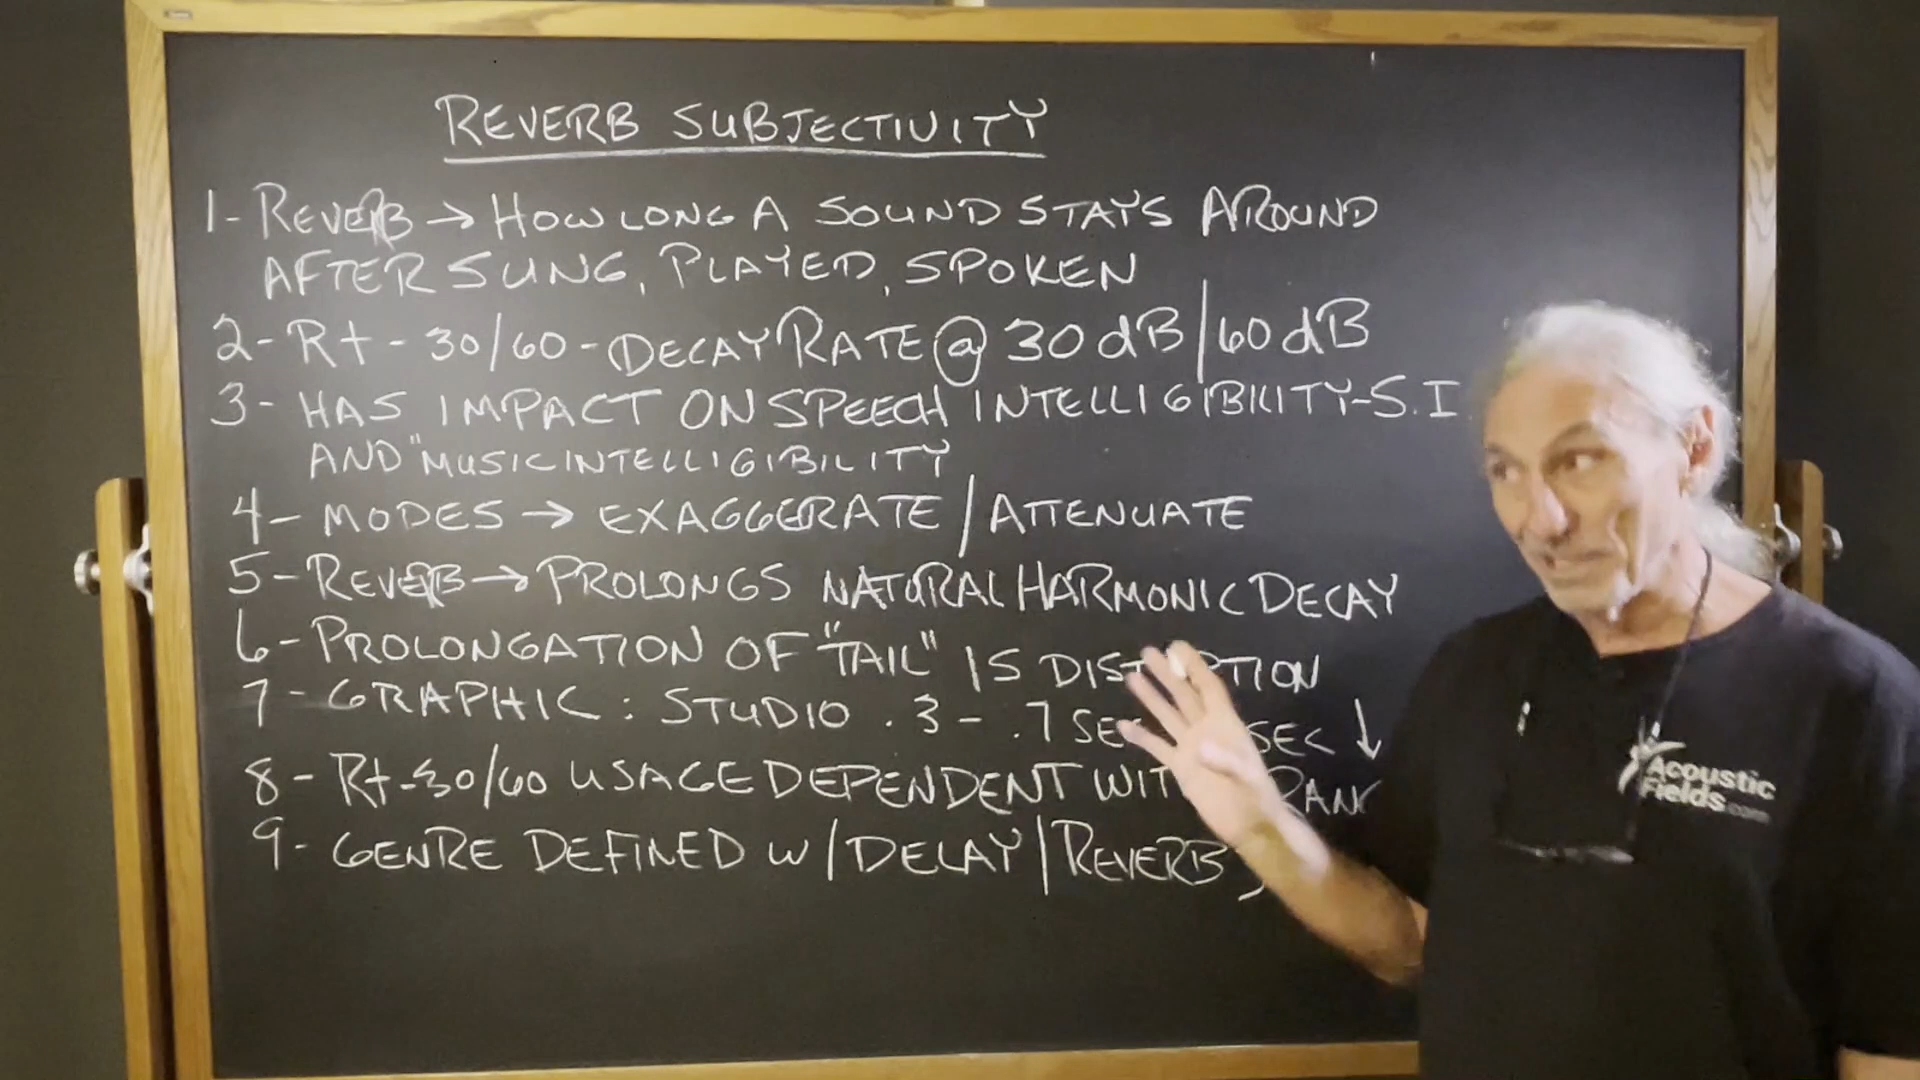 REVERB SUBJECTIVITY
1- REVERB → HOW LONG A SOUND STAYS AROUND
AFTER SUNG, PLAYED, SPOKEN
2- Rt - 30/60 - DECAY RATE @ 30 dB/60 dB
3- HAS IMPACT ON SPEECH INTELLIGIBILITY-S.I.
AND "MUSIC INTELLIGIBILITY
4- MODES → EXAGGERATE/ATTENUATE
5- REVERB → PROLONGS NATURAL HARMONIC DECAY
6- PROLONGATION OF "TAIL" IS
7- GRAPHIC: STUDIO .3 - .7 SEC SEC ↓
8- Rt-30/60 USAGE DEPENDENT
9- GENRE DEFINED W/DELAY/REVERB
Acoustic
Fields.com